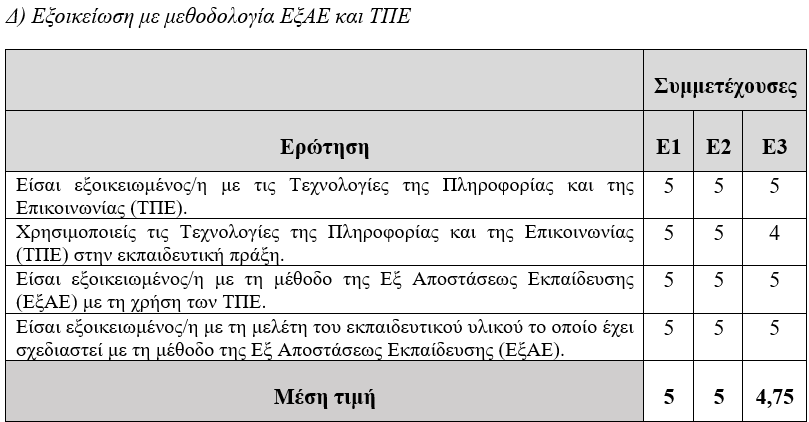 Δ) Εξοικείωση με μεθοδολογία ΕξΑΕ και ΤΠΕ
Συμμετέχουσες
Ερώτηση Ε1 Ε2 Ε3
Είσαι εξοικειωμένος/η με τις Τεχνολογίες της Πληροφορίας και της
Επικοινωνίας (ΤΠΕ). 5 5 5
Χρησιμοποιείς τις Τεχνολογίες της Πληροφορίας και της Επικοινωνίας
(ΤΠΕ) στην εκπαιδευτική πράξη. 5 5 4
Είσαι εξοικειωμένος/η με τη μέθοδο της Εξ Αποστάσεως Εκπαίδευσης
(ΕξΑΕ) με τη χρήση των ΤΠΕ. 5 5 5
Είσαι εξοικειωμένος/η με τη μελέτη του εκπαιδευτικού υλικού το οποίο έχει
σχεδιαστεί με τη μέθοδο της Εξ Αποστάσεως Εκπαίδευσης (ΕξΑΕ). 5 5 5
Μέση τιμή 5 5 4,75